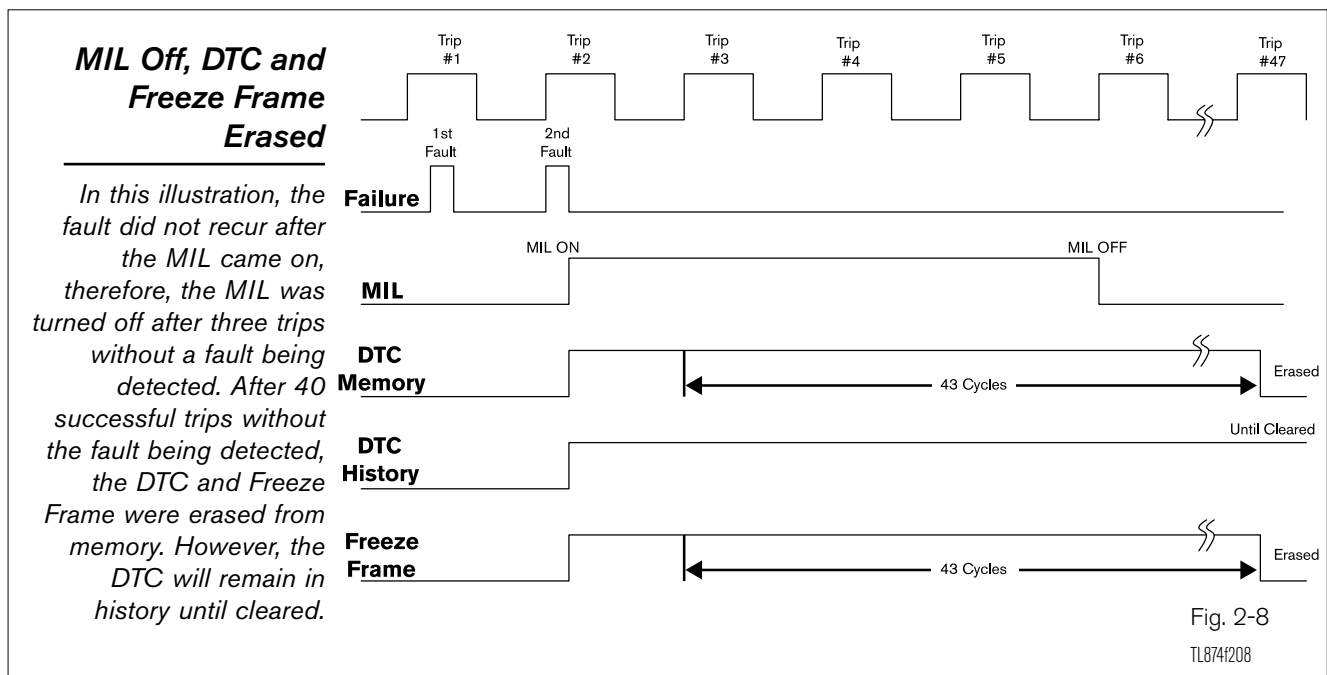 MIL Off, DTC and
Freeze Frame
Erased
In this illustration, the
fault did not recur after
the MIL came on,
therefore, the MIL was
turned off after three trips
without a fault being
detected. After 40
successful trips without
the fault being detected,
the DTC and Freeze
Frame were erased from
memory. However, the
DTC will remain in
history until cleared.
Trip
#1
Trip
#2
Trip
#3
Trip
#4
Trip
#5
Trip
#6
Trip
#47
1st
Fault
2nd
Fault
Failure
MIL ON
MIL OFF
MIL
DTC
Memory
43 Cycles
Erased
DTC
History
Until Cleared
Freeze
Frame
43 Cycles
Erased
Fig. 2-8
TL874f208